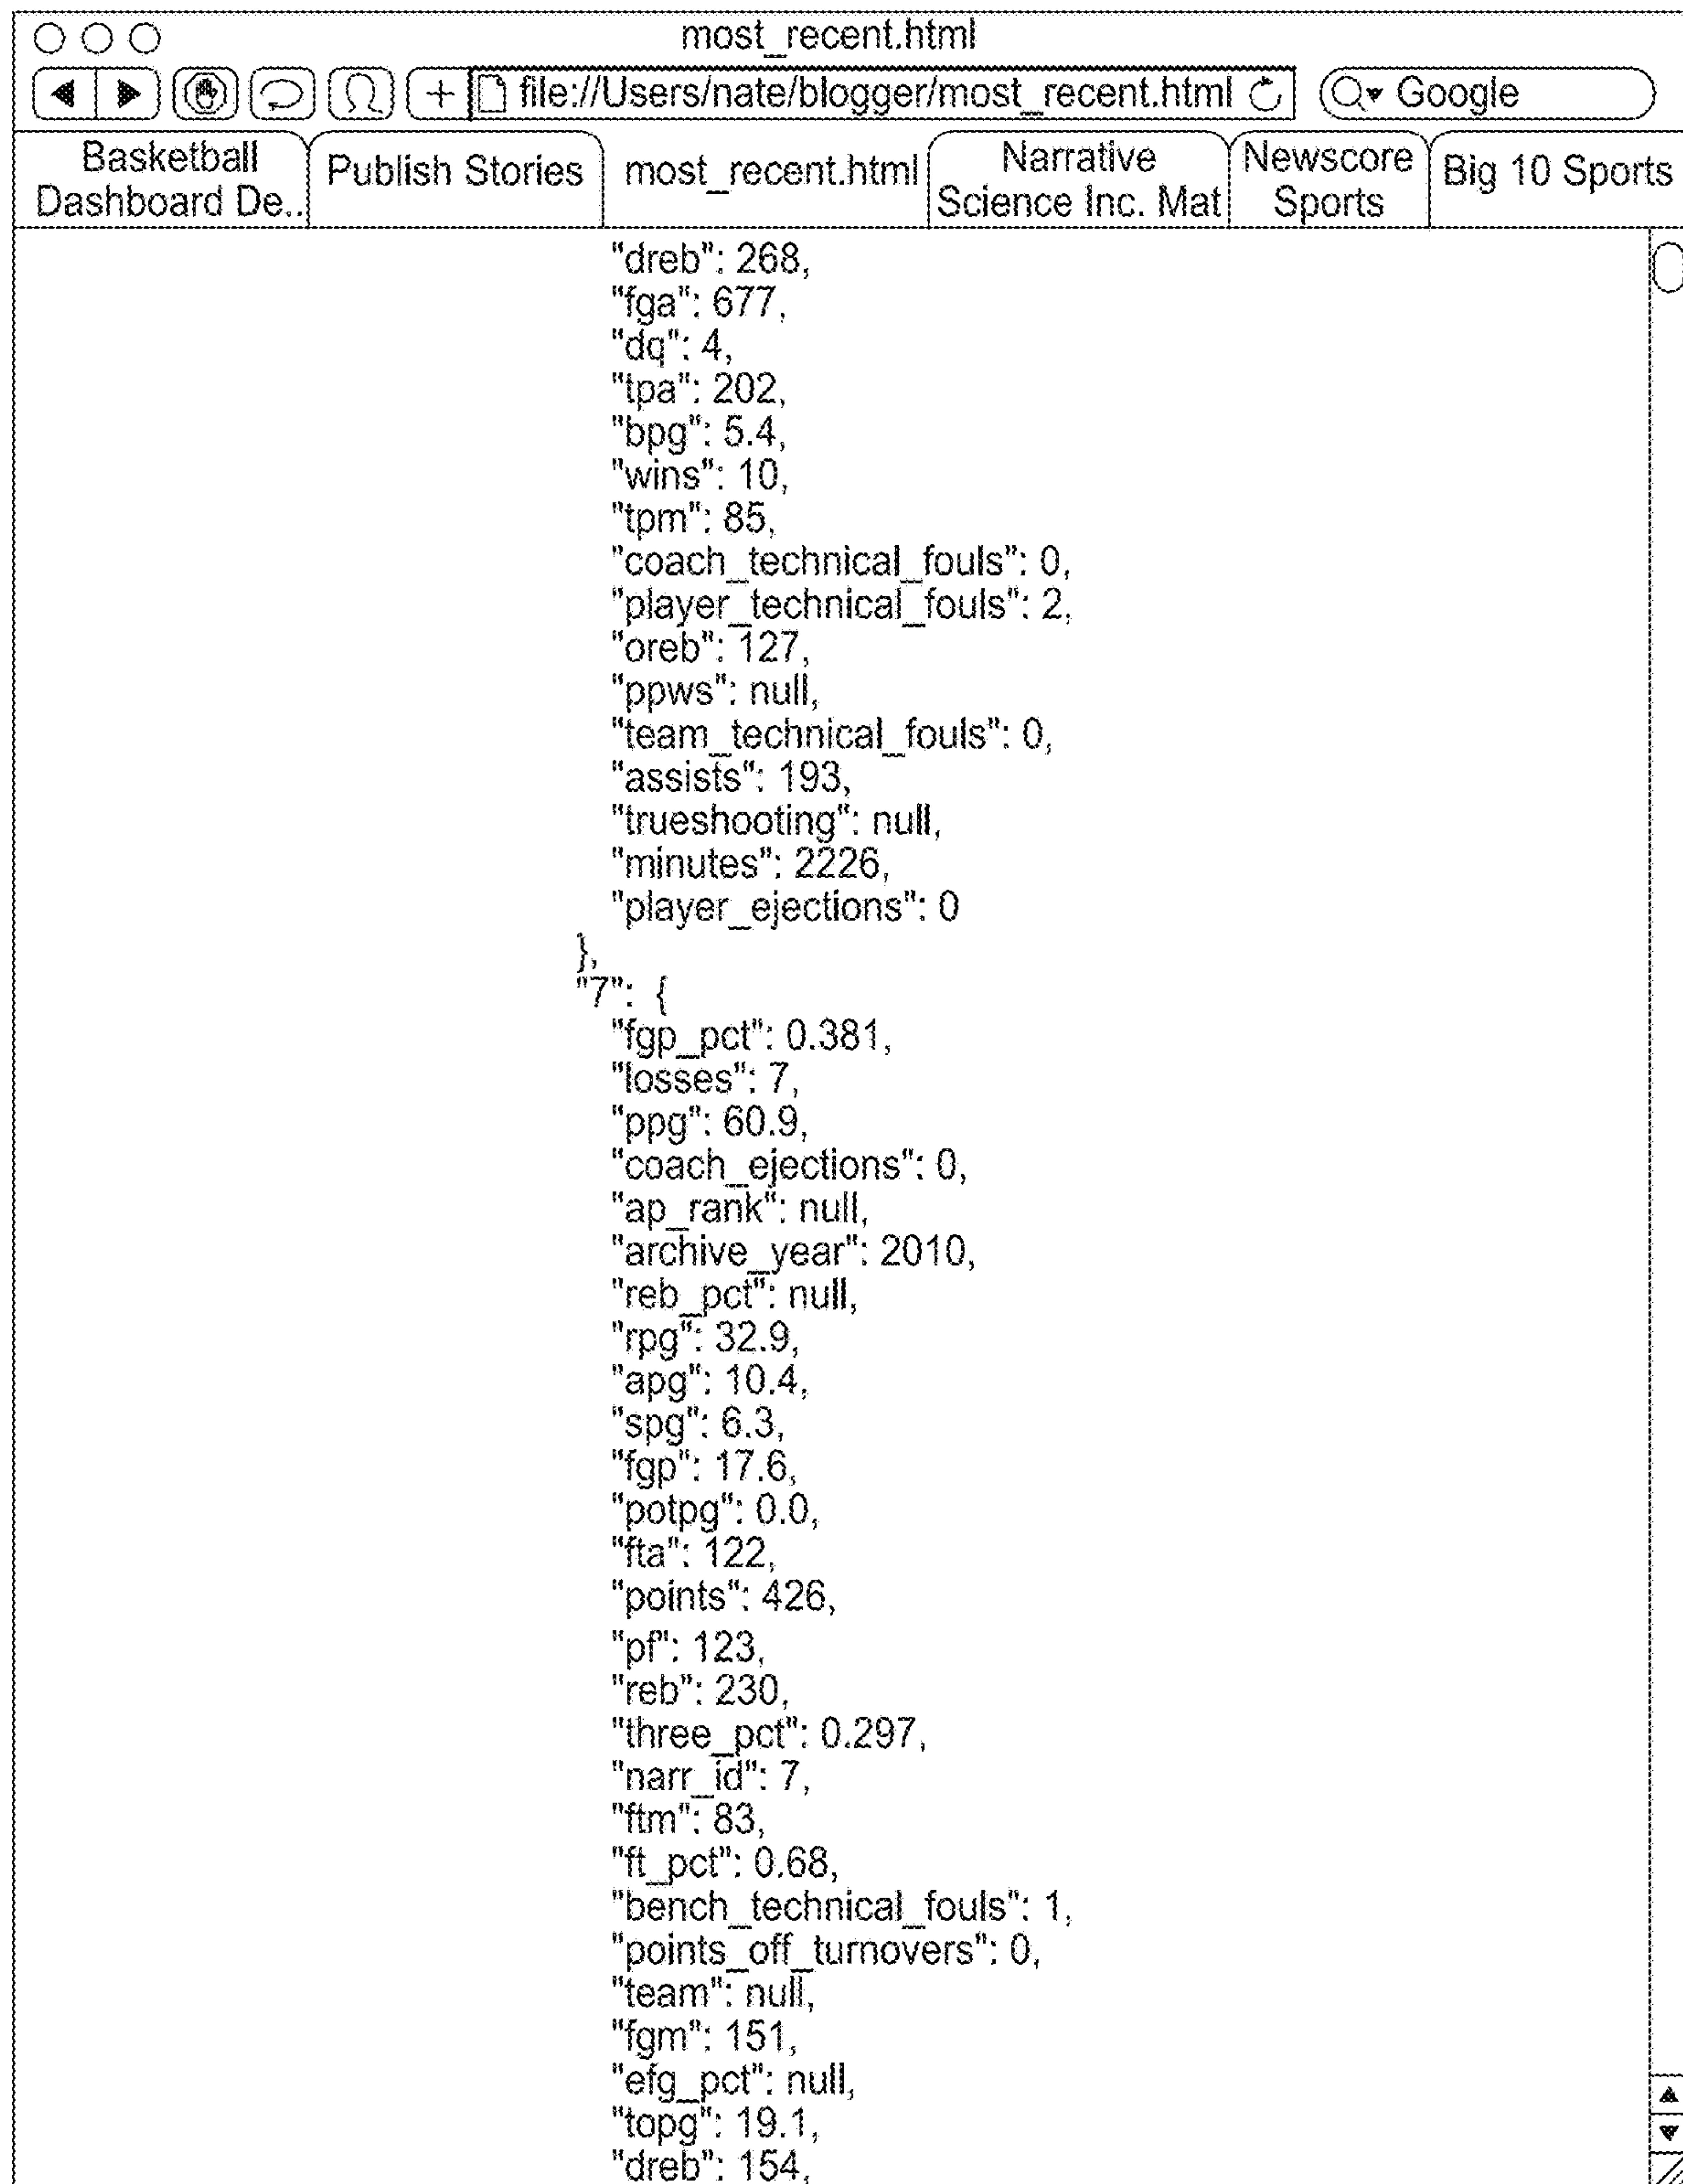 most_recent.html
file://Users/nate/blogger/most_recent.html
Google
Basketball
Dashboard De..
Publish Stories
most_recent.html
Narrative
Science Inc. Mat
Newscore
Sports
Big 10 Sports
"dreb": 268,
"fga": 677,
"dq": 4,
"tpa": 202,
"bpg": 5.4,
"wins": 10,
"tpm": 85,
"coach_technical_fouls": 0,
"player_technical_fouls": 2,
"oreb": 127,
"ppws": null,
"team_technical_fouls": 0,
"assists": 193,
"trueshooting": null,
"minutes": 2226,
"player_ejections": 0
},
"7": {
"fgp_pct": 0.381,
"losses": 7,
"ppg": 60.9,
"coach_ejections": 0,
"ap_rank": null,
"archive_year": 2010,
"reb_pct": null,
"rpg": 32.9,
"apg": 10.4,
"spg": 6.3,
"fgp": 17.6,
"potpg": 0.0,
"fta": 122,
"points": 426,
"pf": 123,
"reb": 230,
"three_pct": 0.297,
"narr_id": 7,
"ftm": 83,
"ft_pct": 0.68,
"bench_technical_fouls": 1,
"points_off_turnovers": 0,
"team": null,
"fgm": 151,
"efg_pct": null,
"topg": 19.1,
"dreb": 154,